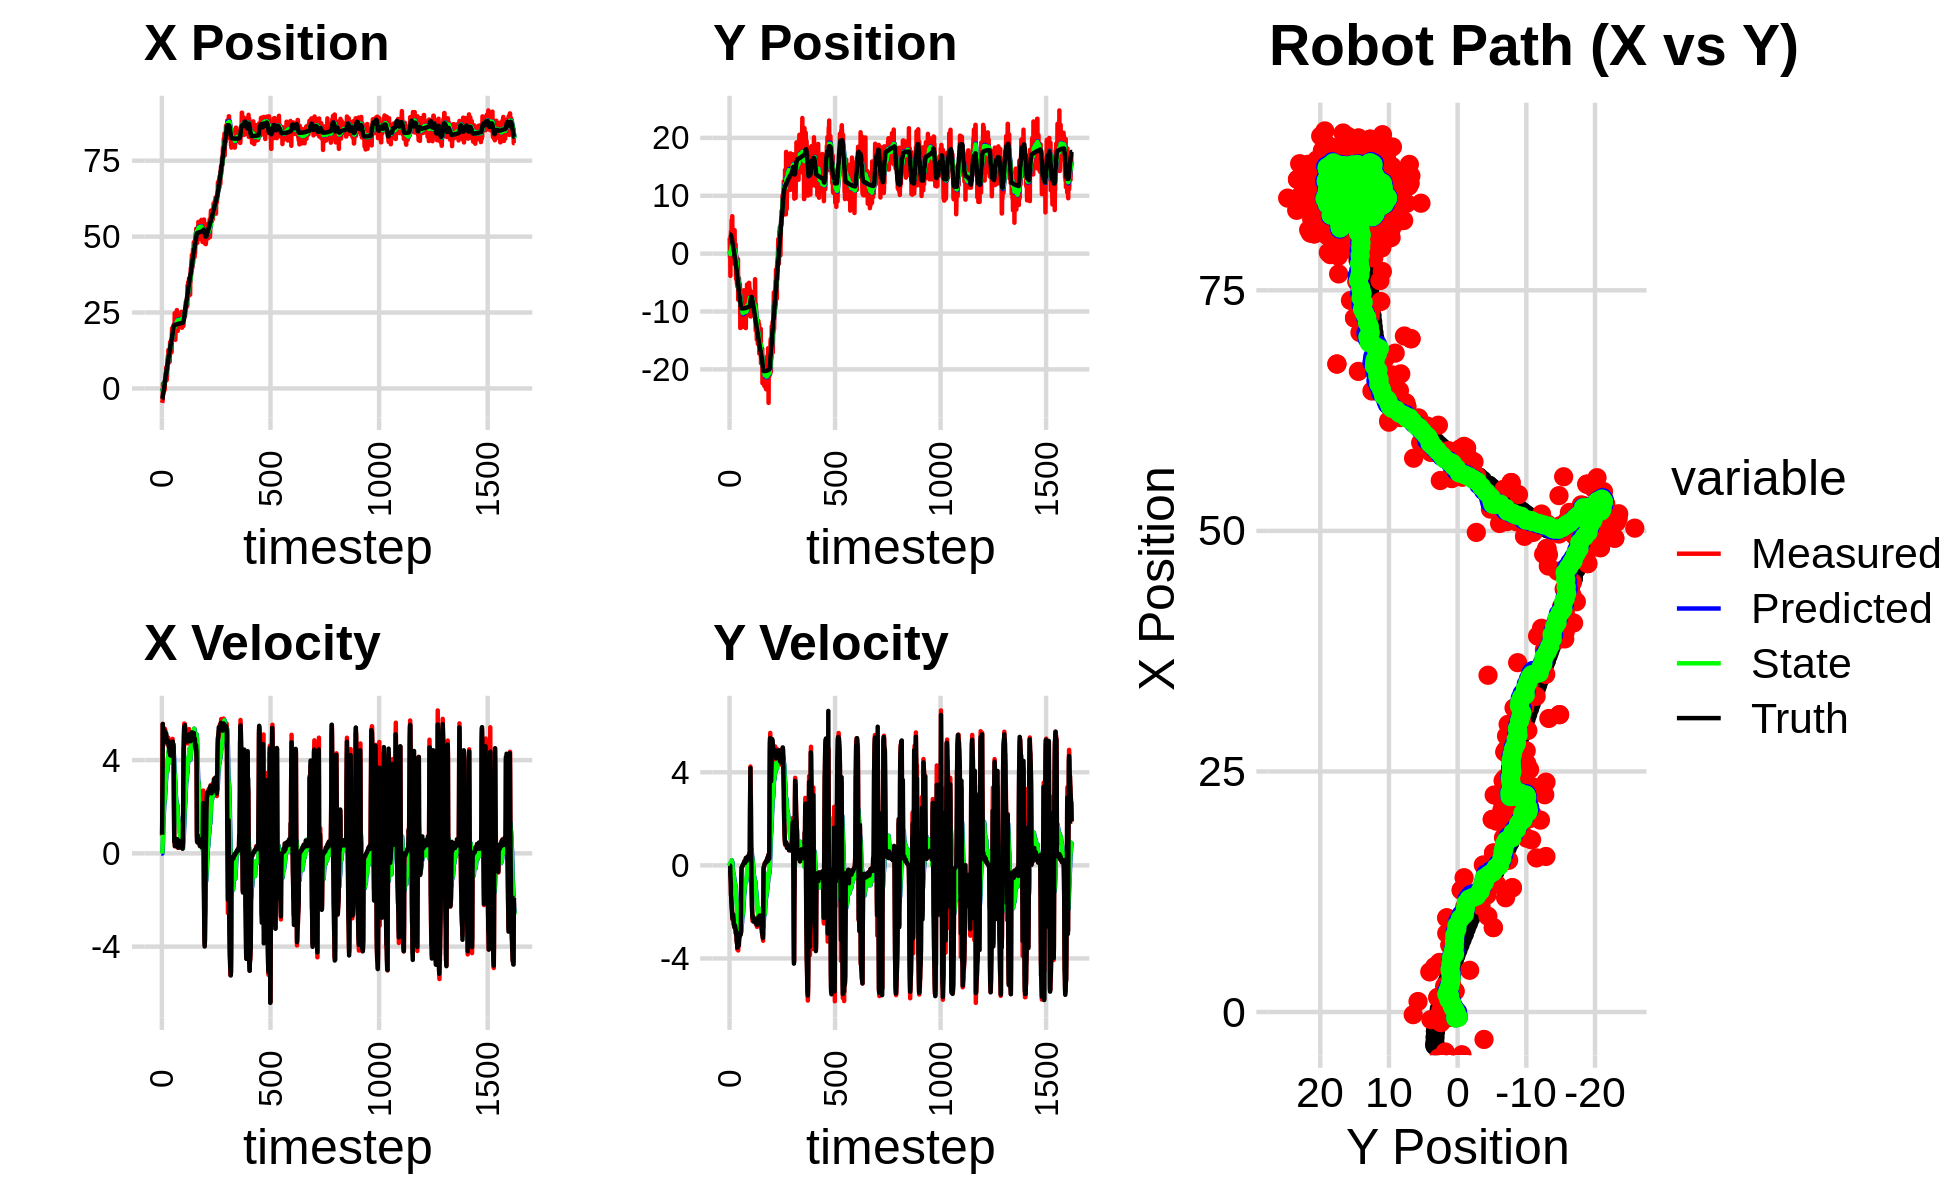 X Position
75
50
25
0
0
500
1000
1500
timestep
Y Position
20
10
0
-10
-20
0
500
1000
1500
timestep
X Velocity
4
0
-4
0
500
1000
1500
timestep
Y Velocity
4
0
-4
0
500
1000
1500
timestep
Robot Path (X vs Y)
X Position
75
50
25
0
20 10 0 -10 -20
Y Position
variable
Measured
Predicted
State
Truth